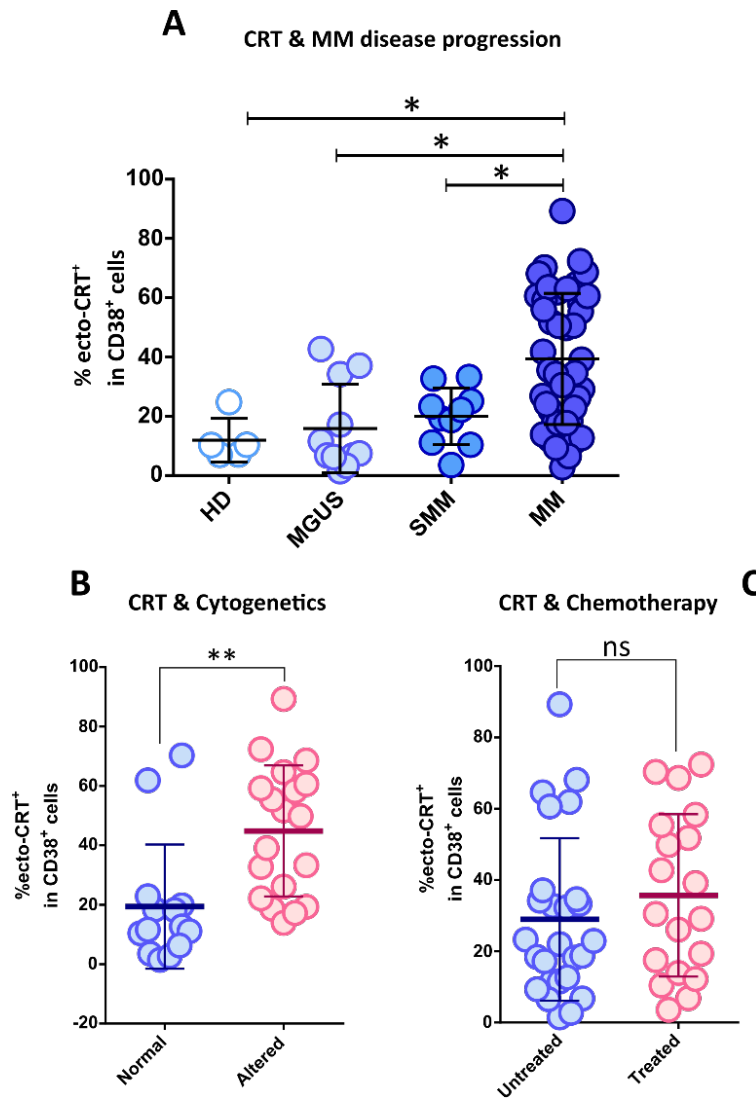 A
CRT & MM disease progression
*
*
*
% ecto-CRT⁺
in CD38⁺ cells
100
80
60
40
20
0
HD
MGUS
SMM
MM
B
CRT & Cytogenetics
**
%ecto-CRT⁺
in CD38⁺ cells
100
80
60
40
20
0
-20
Normal
Altered
C
CRT & Chemotherapy
ns
%ecto-CRT⁺
in CD38⁺ cells
100
80
60
40
20
0
Untreated
Treated